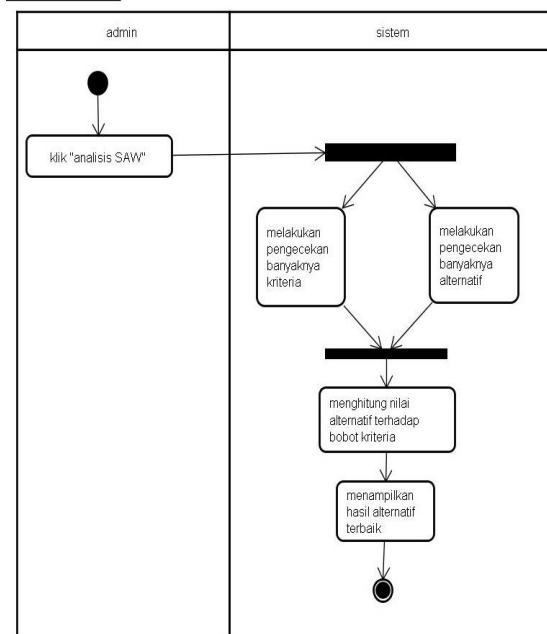 admin
sistem
klik "analisis SAW"
melakukan
pengecekan
banyaknya
kriteria
melakukan
pengecekan
banyaknya
alternatif
menghitung nilai
alternatif terhadap
bobot kriteria
menampilkan
hasil alternatif
terbaik